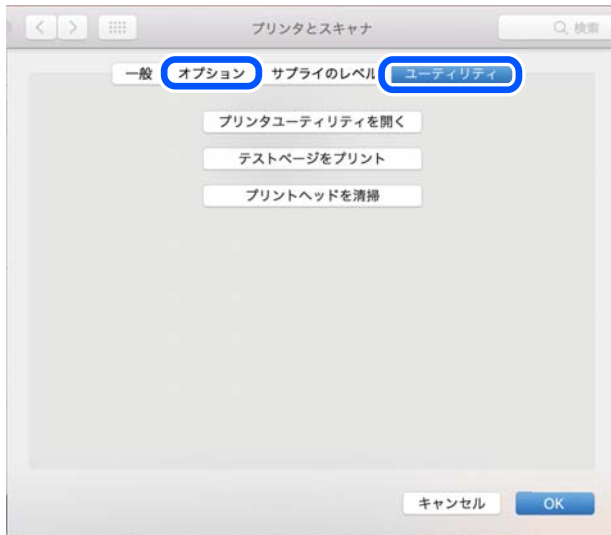 プリンタとスキャナ
検索
一般 オプション サプライのレベル ユーティリティ
プリンタユーティリティを開く
テストページをプリント
プリントヘッドを清掃
キャンセル OK